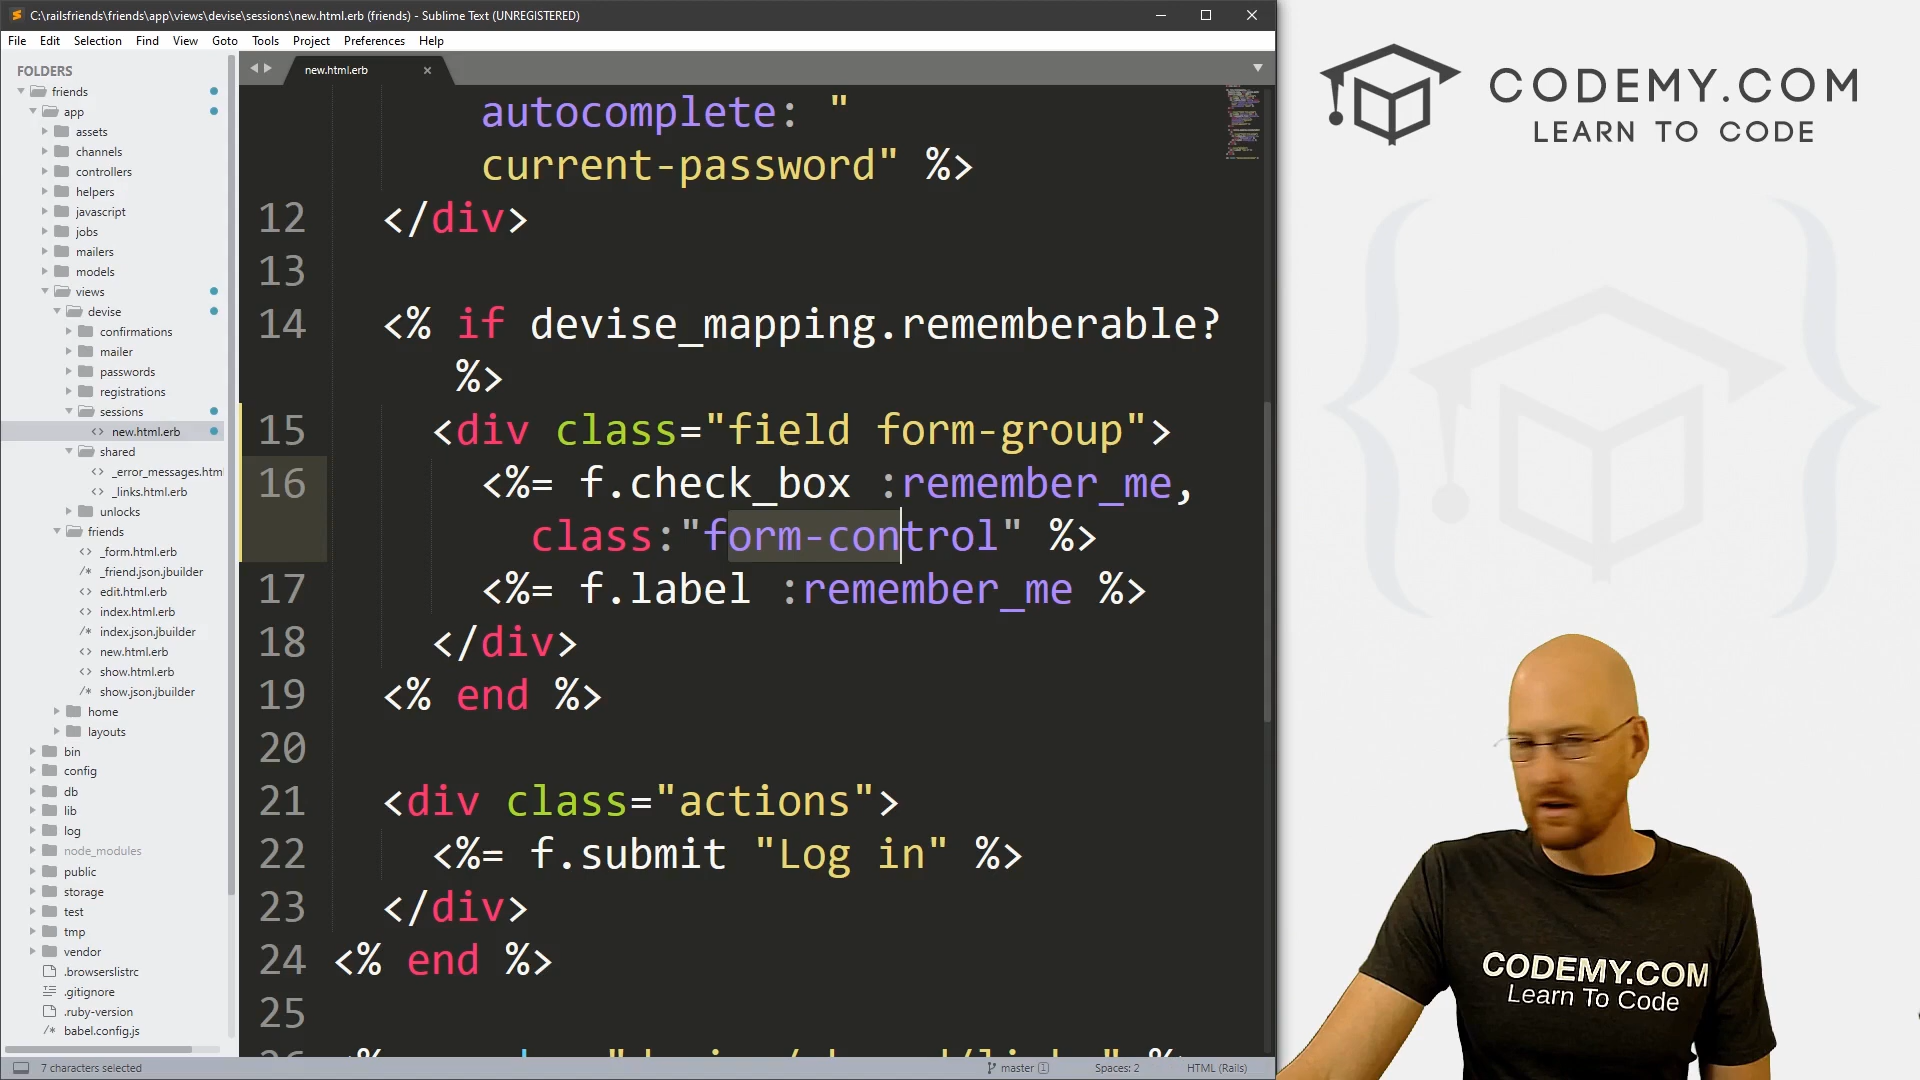 C:\railsfriends\friends\app\views\devise\sessions\new.html.erb (friends) - Sublime Text (UNREGISTERED)
File Edit Selection Find View Goto Tools Project Preferences Help
FOLDERS
friends
app
assets
channels
controllers
helpers
javascript
jobs
mailers
models
views
devise
confirmations
mailer
passwords
registrations
sessions
new.html.erb
shared
_error_messages.htm
_links.html.erb
unlocks
friends
_form.html.erb
_friend.json.jbuilder
edit.html.erb
index.html.erb
index.json.jbuilder
new.html.erb
show.html.erb
show.json.jbuilder
home
layouts
bin
config
db
lib
log
node_modules
public
storage
test
tmp
vendor
.browserslistrc
.gitignore
.ruby-version
babel.config.js
new.html.erb
autocomplete: "
current-password" %>
12 </div>
13
14 <% if devise_mapping.rememberable?
%>
15 <div class="field form-group">
16 <%= f.check_box :remember_me,
class:"form-control" %>
17 <%= f.label :remember_me %>
18 </div>
19 <% end %>
20
21 <div class="actions">
22 <%= f.submit "Log in" %>
23 </div>
24 <% end %>
25
7 characters selected
master 1
Spaces: 2
HTML (Rails)
CODEMY.COM
LEARN TO CODE
CODEMY.COM
Learn To Code